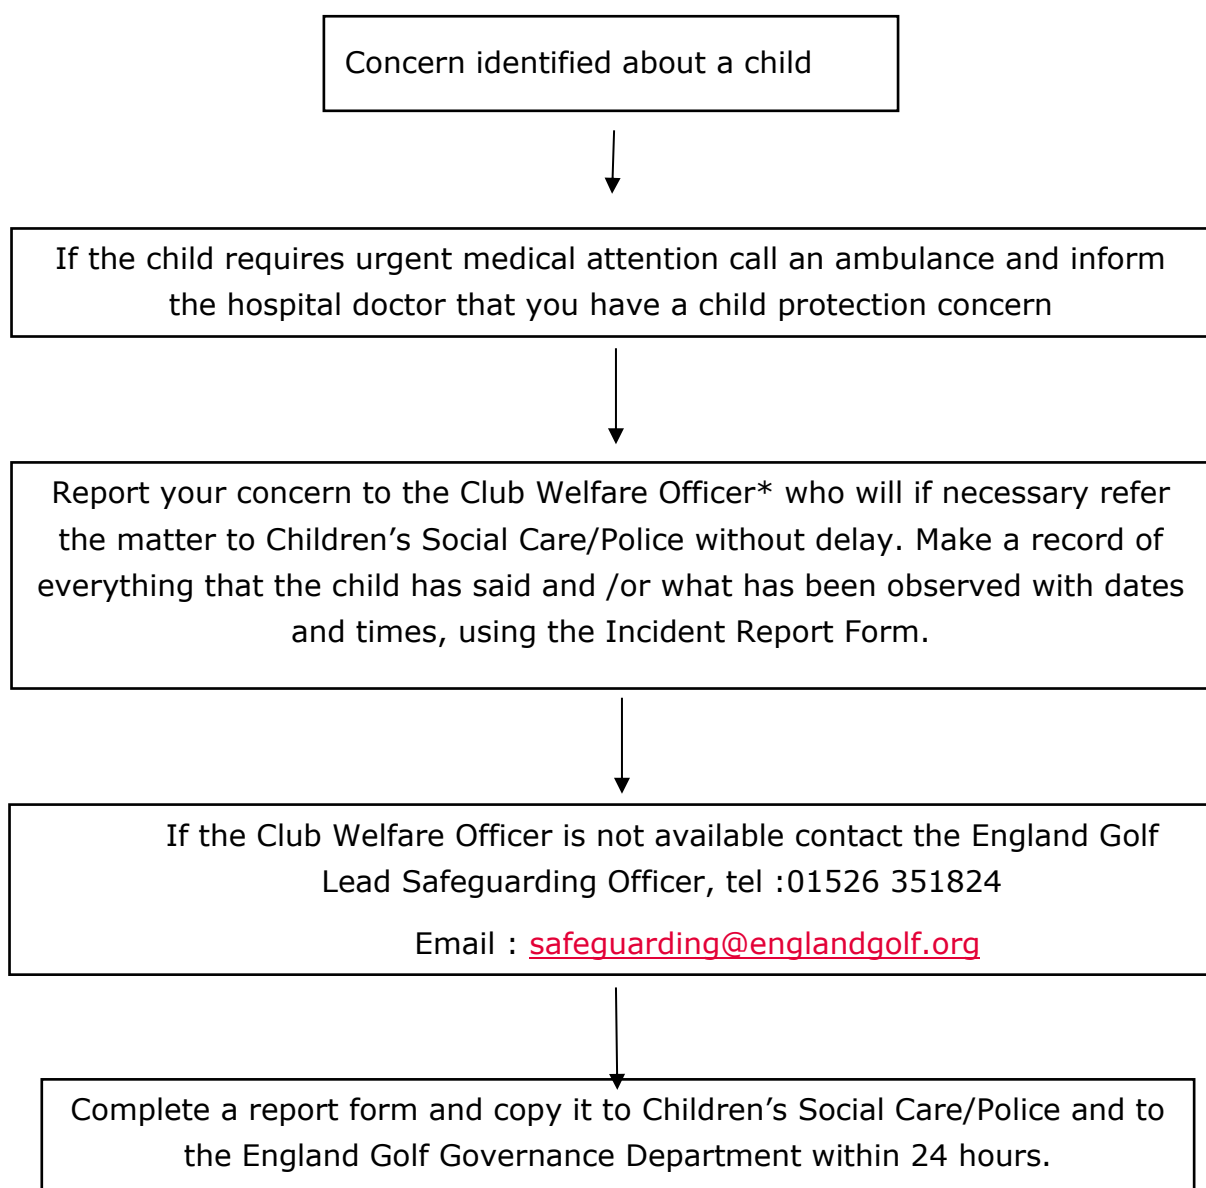 Concern identified about a child
If the child requires urgent medical attention call an ambulance and inform
the hospital doctor that you have a child protection concern
Report your concern to the Club Welfare Officer* who will if necessary refer
the matter to Children’s Social Care/Police without delay. Make a record of
everything that the child has said and /or what has been observed with dates
and times, using the Incident Report Form.
If the Club Welfare Officer is not available contact the England Golf
Lead Safeguarding Officer, tel :01526 351824
Email : safeguarding@englandgolf.org
Complete a report form and copy it to Children’s Social Care/Police and to
the England Golf Governance Department within 24 hours.